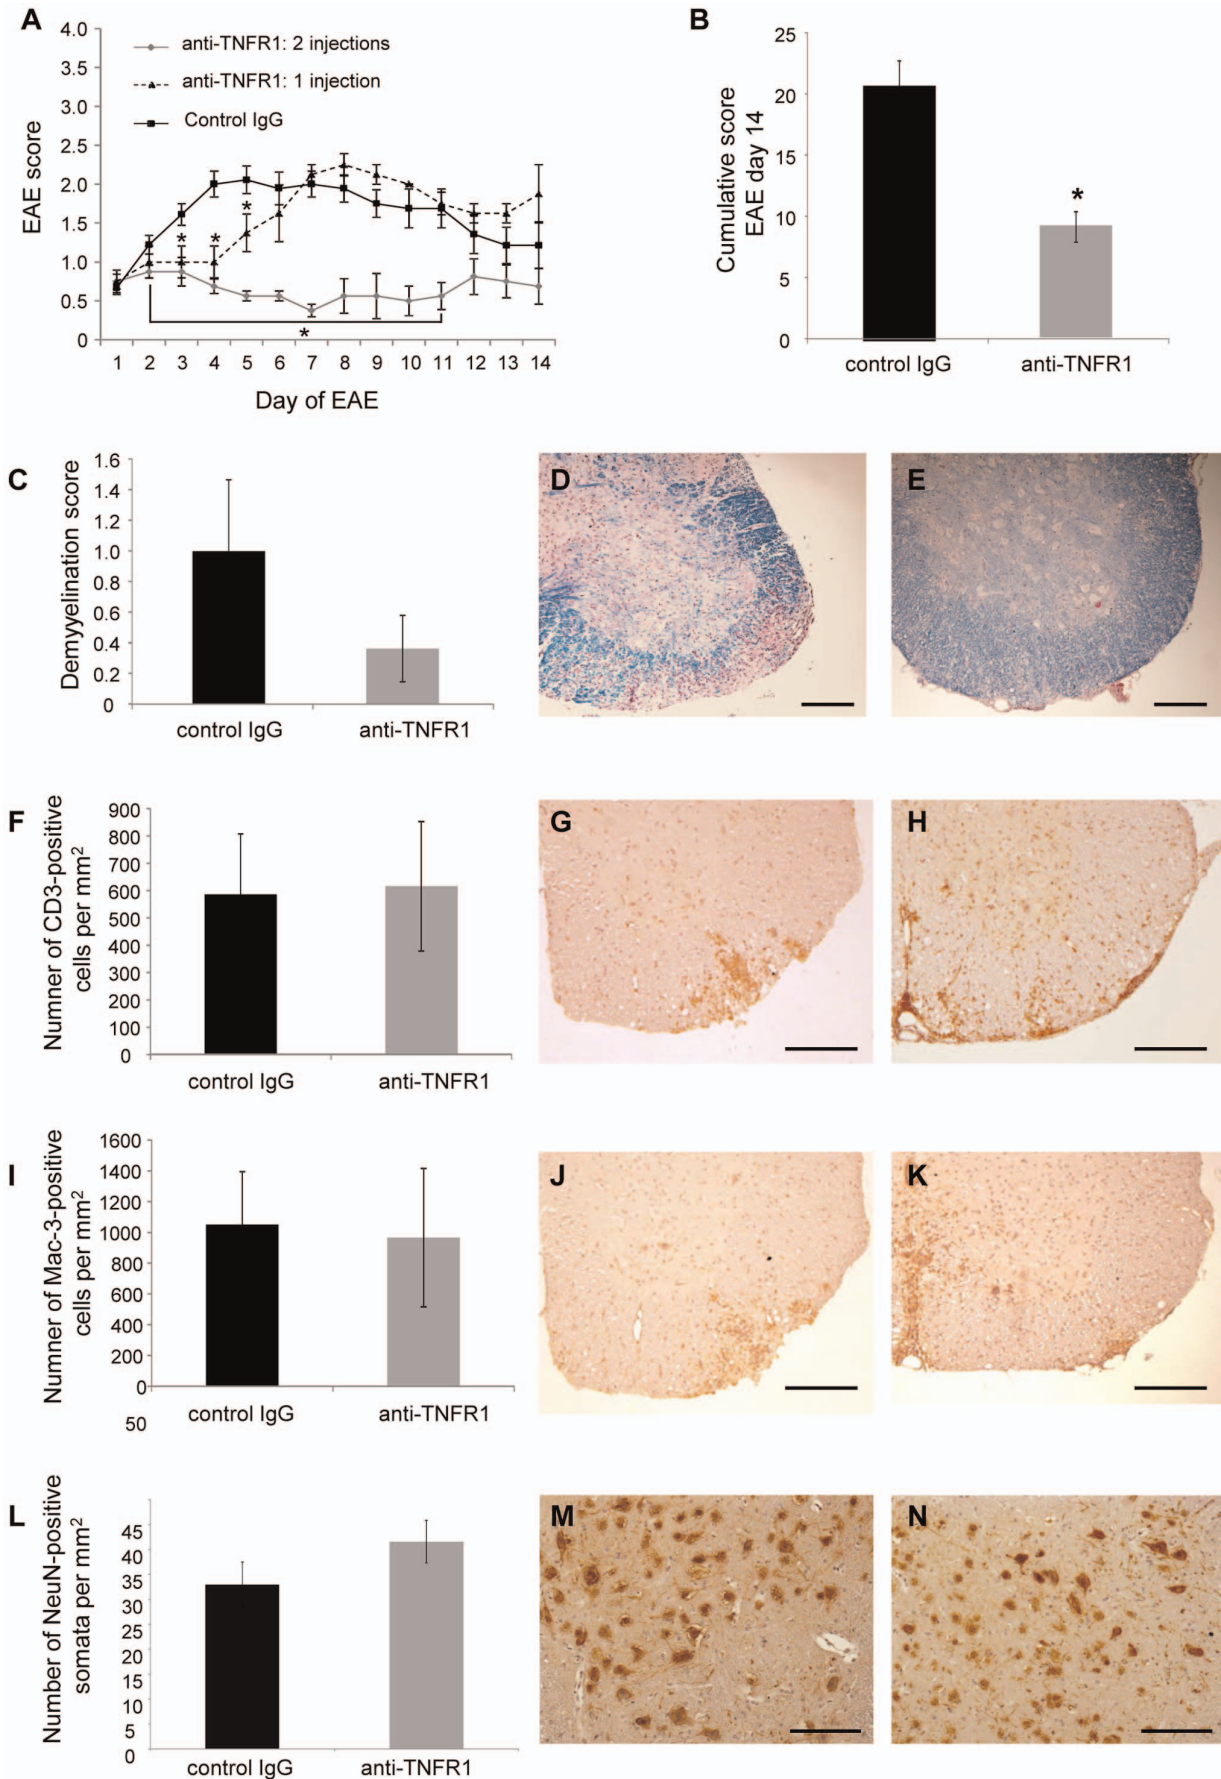 A
4.0
3.5
3.0
2.5
2.0
1.5
1.0
0.5
0
EAE score
anti-TNFR1: 2 injections
anti-TNFR1: 1 injection
Control IgG
*
*
*
*
1 2 3 4 5 6 7 8 9 10 11 12 13 14
Day of EAE
B
25
20
15
10
5
0
Cumulative score
EAE day 14
*
control IgG anti-TNFR1
C
1.6
1.4
1.2
1.0
0.8
0.6
0.4
0.2
0
Demyyelination score
control IgG anti-TNFR1
D
E
F
900
800
700
600
500
400
300
200
100
0
Numner of CD3-positive
cells per mm2
control IgG anti-TNFR1
G
H
I
1600
1400
1200
1000
800
600
400
200
0
Numner of Mac-3-positive
cells per mm2
control IgG anti-TNFR1
50
J
K
L
45
40
35
30
25
20
15
10
5
0
Number of NeuN-positive
somata per mm2
control IgG anti-TNFR1
M
N